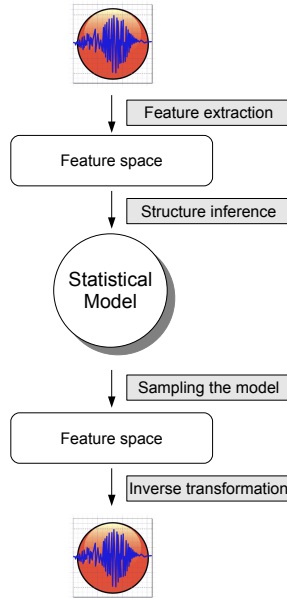 Feature extraction
Feature space
Structure inference
Statistical
Model
Sampling the model
Feature space
Inverse transformation